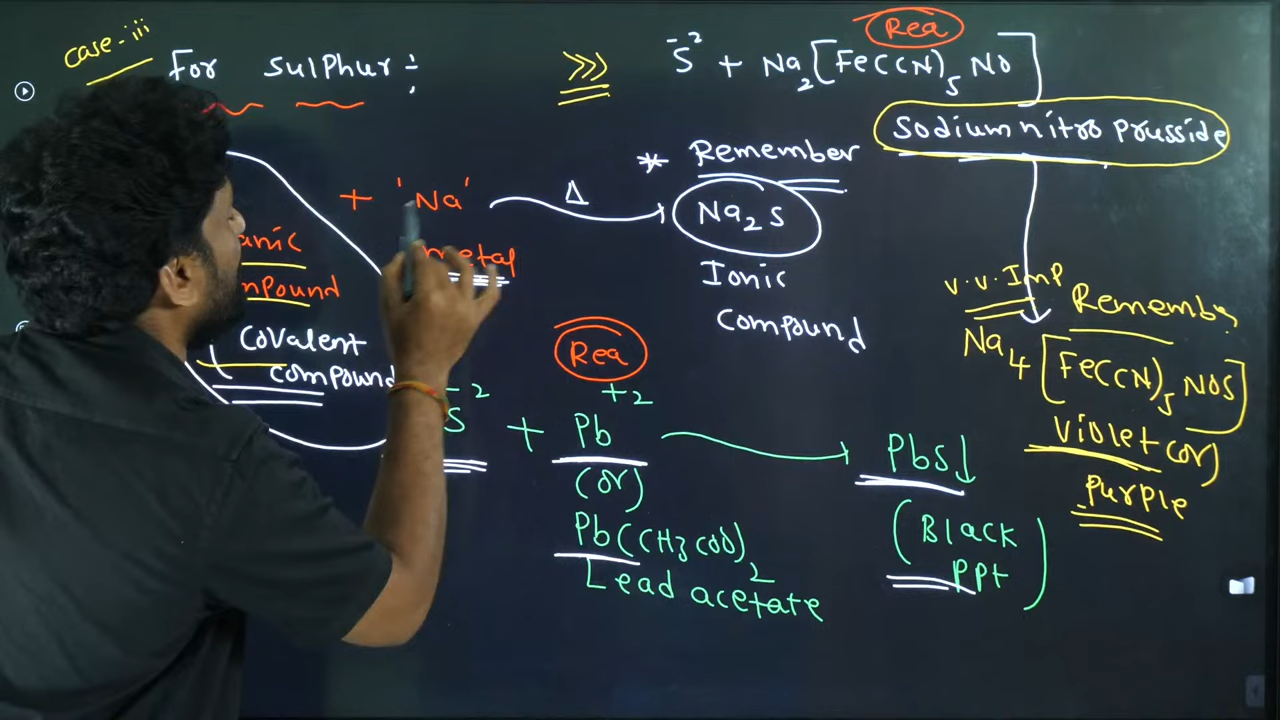 case-iii
For Sulphur :
>>> S⁻² + Na₂[Fe(CN)₅NO]
Rea
Sodium nitro prusside
* Remember
+ 'Na' Δ Na₂S
metal
Ionic
compound
covalent
compound
v.v.Imp
Remember
Na₄[Fe(CN)₅NOS]
violet (or)
purple
Rea
S⁻² + Pb⁺² → PbS↓
(or)
Pb(CH3COO)₂
Lead acetate
(Black
PPt)